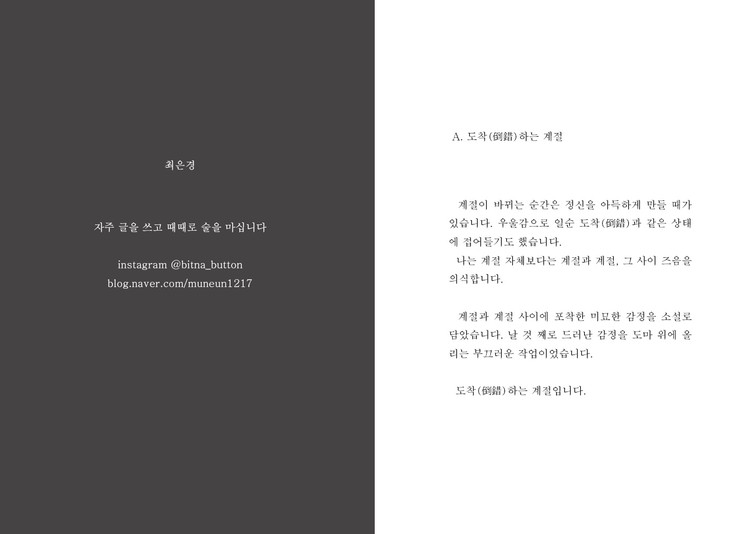 최은경
자주 글을 쓰고 때때로 술을 마십니다
instagram @bitna_button
blog.naver.com/muneun1217
A. 도착(倒錯)하는 계절
계절이 바뀌는 순간은 정신을 아득하게 만들 때가
있습니다. 우울감으로 일순 도착(倒錯)과 같은 상태
에 접어들기도 했습니다.
나는 계절 자체보다는 계절과 계절, 그 사이 즈음을
의식합니다.
계절과 계절 사이에 포착한 미묘한 감정을 소설로
담았습니다. 날 것 째로 드러난 감정을 도마 위에 올
리는 부끄러운 작업이었습니다.
도착(倒錯)하는 계절입니다.